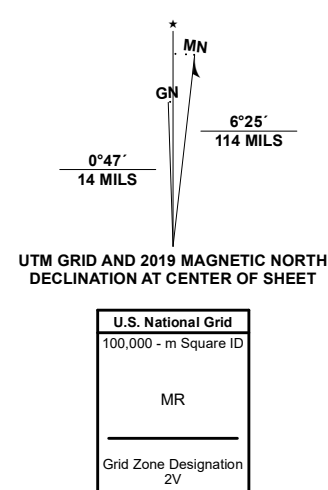 ★
MN
GN
6°25´
114 MILS
0°47´
14 MILS
UTM GRID AND 2019 MAGNETIC NORTH
DECLINATION AT CENTER OF SHEET
U.S. National Grid
100,000 - m Square ID
MR
Grid Zone Designation
2V